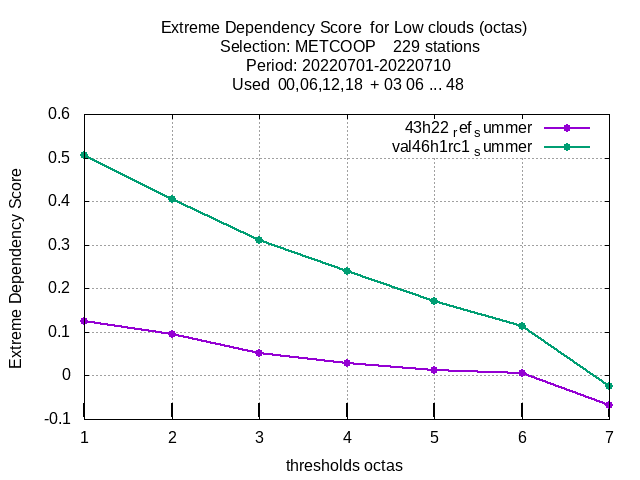 Extreme Dependency Score  for Low clouds (octas)
Selection: METCOOP    229 stations
Period: 20220701-20220710
Used  00,06,12,18  + 03 06 ... 48
43h22 ref summer
val46h1rc1 summer
Extreme Dependency Score
0.6
0.5
0.4
0.3
0.2
0.1
0
-0.1
1 2 3 4 5 6 7
thresholds octas